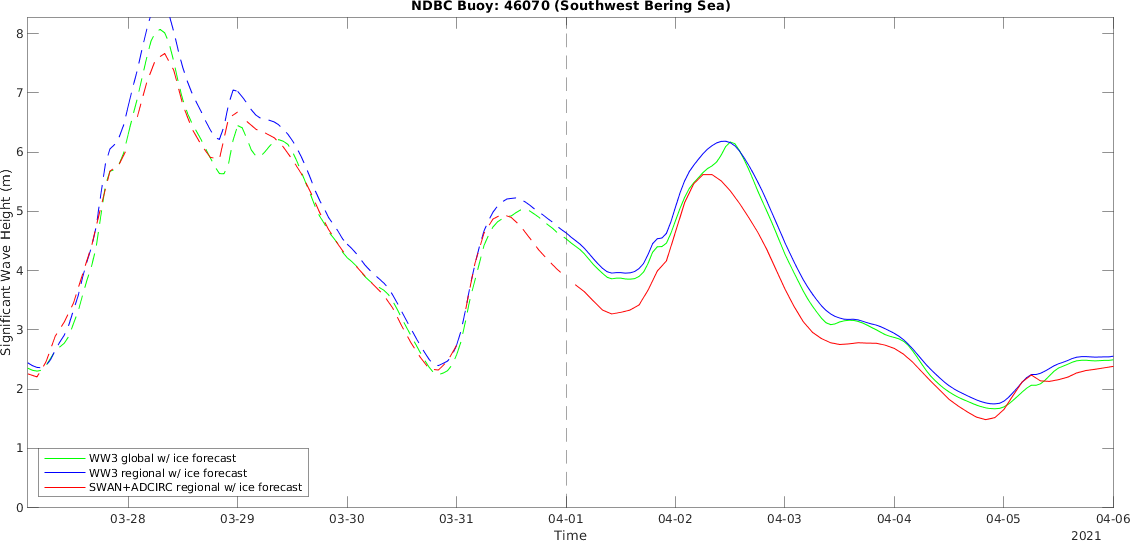 NDBC Buoy: 46070 (Southwest Bering Sea)
Significant Wave Height (m)
8
7
6
5
4
3
2
1
0
WW3 global w/ ice forecast
WW3 regional w/ ice forecast
SWAN+ADCIRC regional w/ ice forecast
03-28 03-29 03-30 03-31 04-01 04-02 04-03 04-04 04-05 04-06
Time
2021